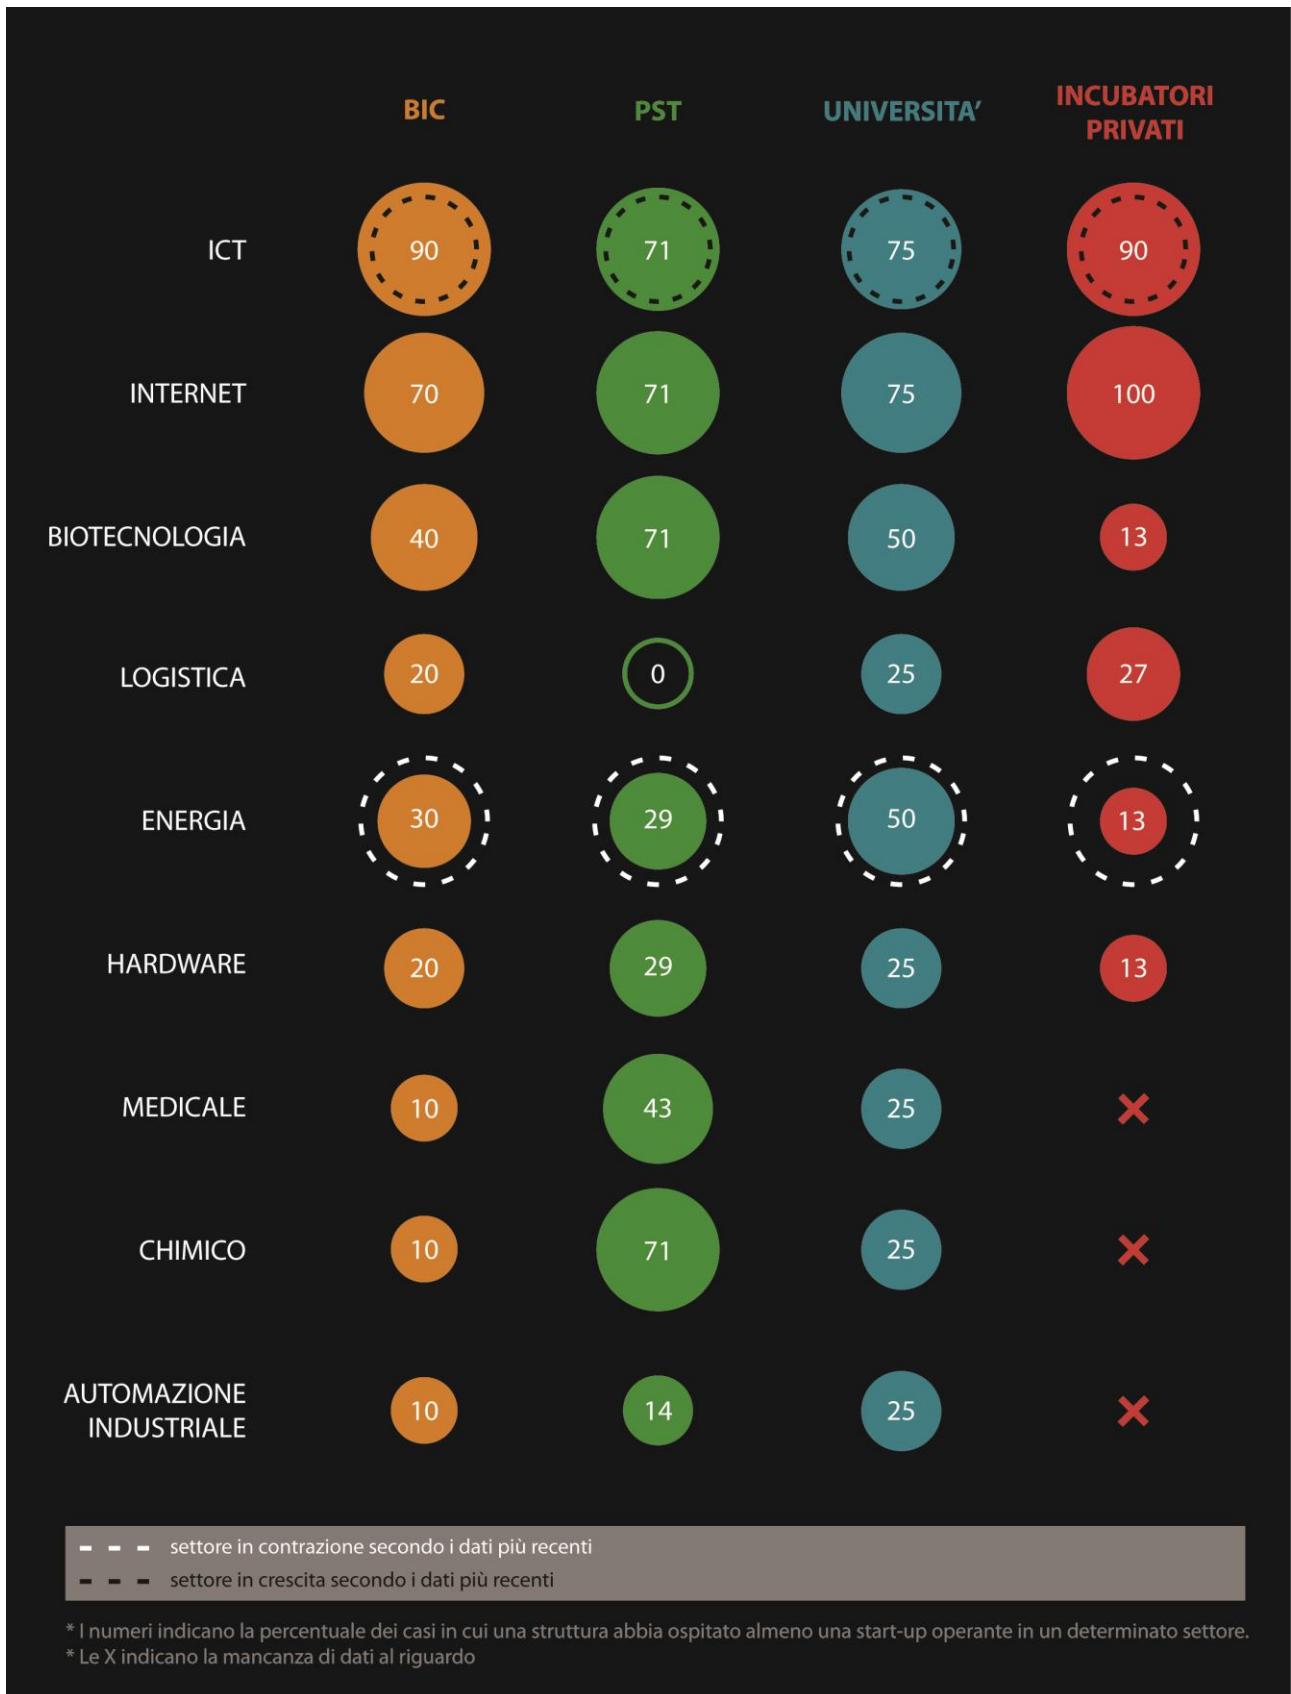 BIC PST UNIVERSITA’ INCUBATORI
PRIVATI
ICT 90 71 75 90
INTERNET 70 71 75 100
BIOTECNOLOGIA 40 71 50 13
LOGISTICA 20 0 25 27
ENERGIA 30 29 50 13
HARDWARE 20 29 25 13
MEDICALE 10 43 25
CHIMICO 10 71 25
AUTOMAZIONE
INDUSTRIALE 10 14 25
settore in contrazione secondo i dati più recenti
settore in crescita secondo i dati più recenti
* I numeri indicano la percentuale dei casi in cui una struttura abbia ospitato almeno una start-up operante in un determinato settore.
* Le X indicano la mancanza di dati al riguardo